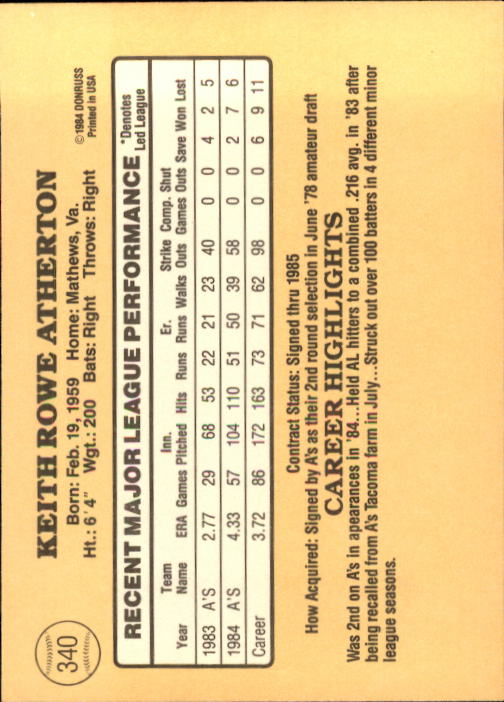 340
KEITH ROWE ATHERTON
©1984 DONRUSS
Printed in USA
Born: Feb. 19, 1959 Home: Mathews, Va.
Ht.: 6'4" Wgt.: 200 Bats: Right Throws: Right
RECENT MAJOR LEAGUE PERFORMANCE *Denotes
Led League
Team Inn. Er. Strike Comp. Shut
Year Name ERA Games Pitched Hits Runs Runs Walks Outs Games Outs Save Won Lost
1983 A'S 2.77 29 68 53 22 21 23 40 0 0 4 2 5
1984 A'S 4.33 57 104 110 51 50 39 58 0 0 2 7 6
Career 3.72 86 172 163 73 71 62 98 0 0 6 9 11
Contract Status: Signed thru 1985
How Acquired: Signed by A's as their 2nd round selection in June '78 amateur draft
CAREER HIGHLIGHTS
Was 2nd on A's in apearances in '84...Held AL hitters to a combined .216 avg. in '83 after
being recalled from A's Tacoma farm in July...Struck out over 100 batters in 4 different minor
league seasons.